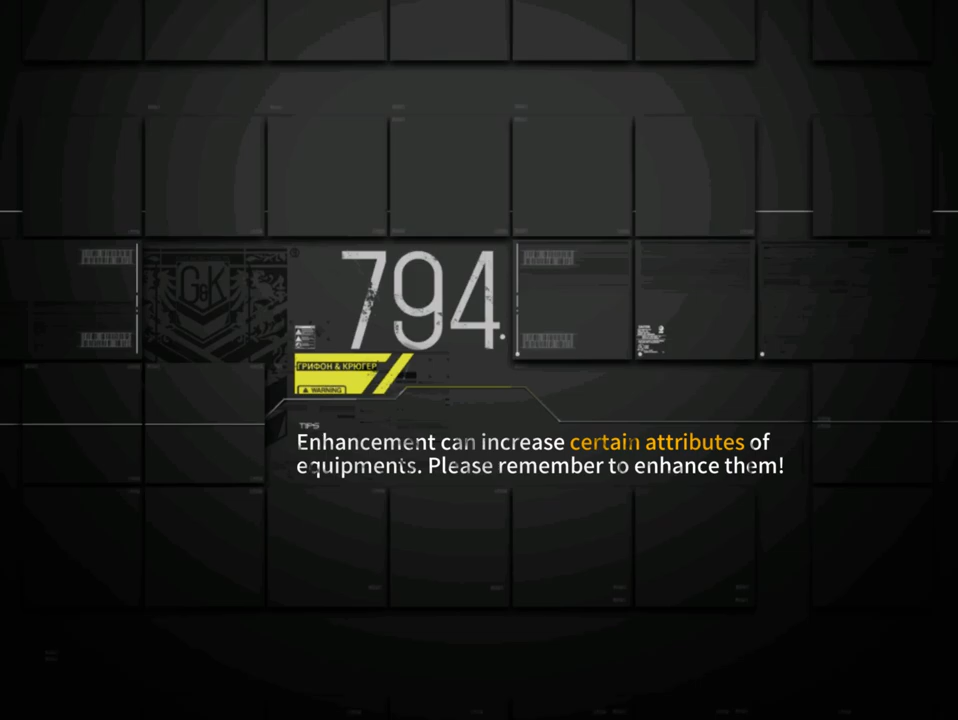 G&K
794.
ГРИФОН & КРЮГЕР
WARNING
TIPS
Enhancement can increase certain attributes of
equipments. Please remember to enhance them!